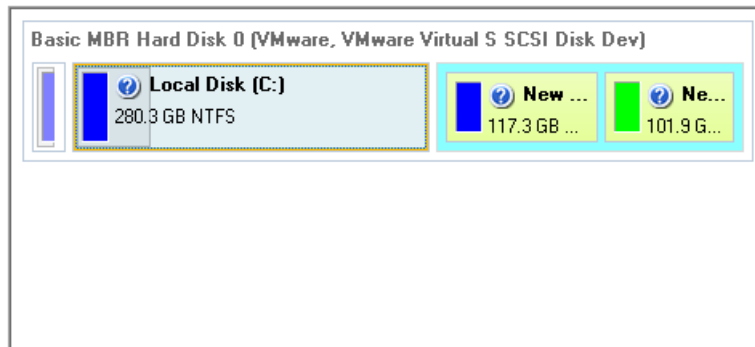 Basic MBR Hard Disk 0 (VMware, VMware Virtual S SCSI Disk Dev)
Local Disk (C:)
280.3 GB NTFS
New ...
117.3 GB ...
Ne...
101.9 G...